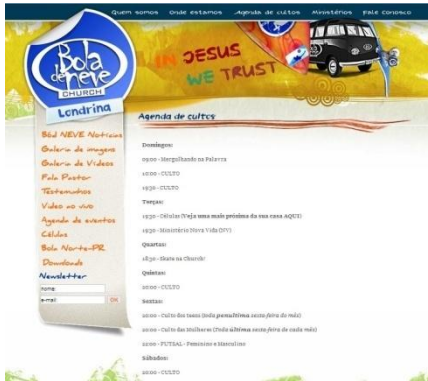 Quem somos Onde estamos Agenda de cultos Ministérios Fale Conosco
Bola
de neve
CHURCH
Londrina
IN JESUS
WE TRUST
Agenda de cultos
Bola NEVE Notícias
Galeria de imagens
Galeria de Vídeos
Fala Pastor
Testemunhos
Vídeo ao vivo
Agenda de eventos
Células
Bola Norte-PR
Downloads
Newsletter
nome:
e-mail:
OK
Domingos:
09:00 - Mergulhando na Palavra
10:00 - CULTO
19:30 - CULTO
Terças:
19:30 - Células (Veja uma mais próxima da sua casa AQUI)
19:30 - Ministério Nova Vida (NV)
Quartas:
18:30 - Skate na Church!
Quintas:
20:00 - CULTO
Sextas:
20:00 - Culto dos (toda penúltima sexta-feira do mês)
20:00 - Culto das Mulheres (Toda última sexta-feira de cada mês)
22:00 - FUTSAL - Feminino e Masculino
Sábados:
20:00 - CULTO